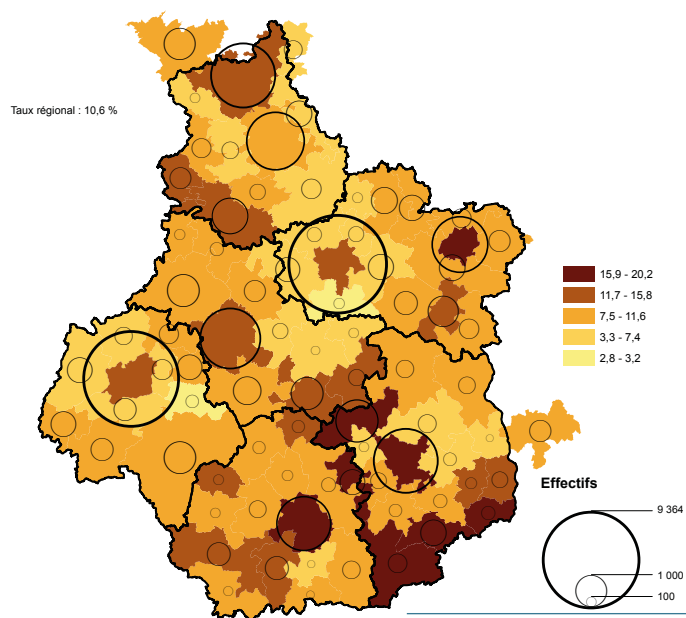 Taux régional : 10,6 %
15,9 - 20,2
11,7 - 15,8
7,5 - 11,6
3,3 - 7,4
2,8 - 3,2
Effectifs
9 364
1 000
100